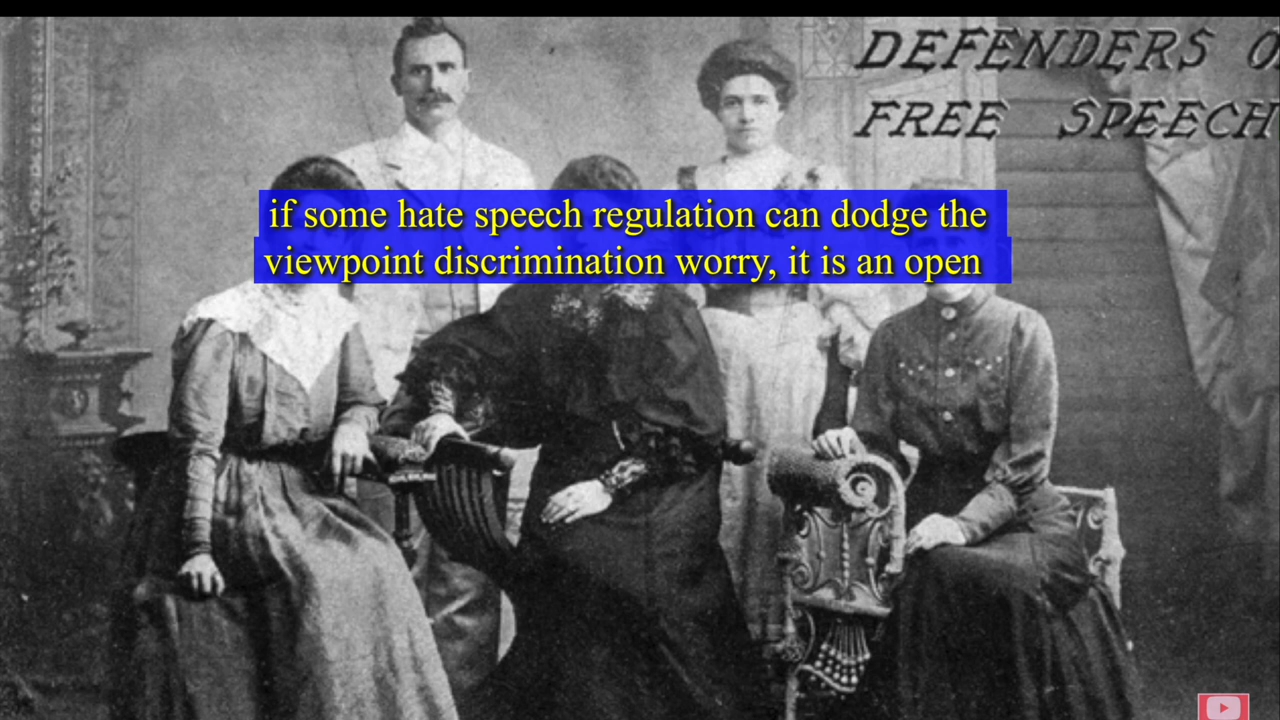 DEFENDERS
FREE SPEECH
if some hate speech regulation can dodge the
viewpoint discrimination worry, it is an open